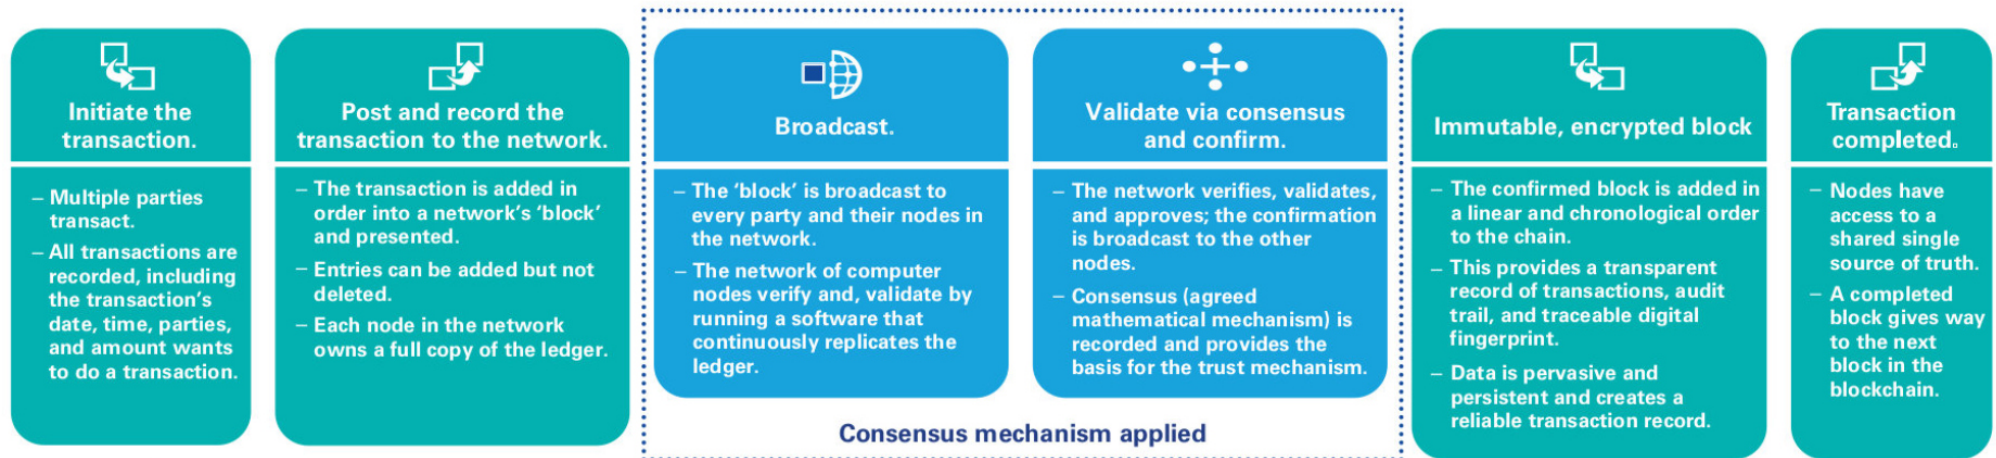 Initiate the
transaction.
– Multiple parties
transact.
– All transactions are
recorded, including
the transaction’s
date, time, parties,
and amount wants
to do a transaction.
Post and record the
transaction to the network.
– The transaction is added in
order into a network’s ‘block’
and presented.
– Entries can be added but not
deleted.
– Each node in the network
owns a full copy of the ledger.
Broadcast.
– The ‘block’ is broadcast to
every party and their nodes in
the network.
– The network of computer
nodes verify and, validate by
running a software that
continuously replicates the
ledger.
Validate via consensus
and confirm.
– The network verifies, validates,
and approves; the confirmation
is broadcast to the other
nodes.
– Consensus (agreed
mathematical mechanism) is
recorded and provides the
basis for the trust mechanism.
Consensus mechanism applied
Immutable, encrypted block
– The confirmed block is added in
a linear and chronological order
to the chain.
– This provides a transparent
record of transactions, audit
trail, and traceable digital
fingerprint.
– Data is pervasive and
persistent and creates a
reliable transaction record.
Transaction
completed.
– Nodes have
access to a
shared single
source of truth.
– A completed
block gives way
to the next
block in the
blockchain.